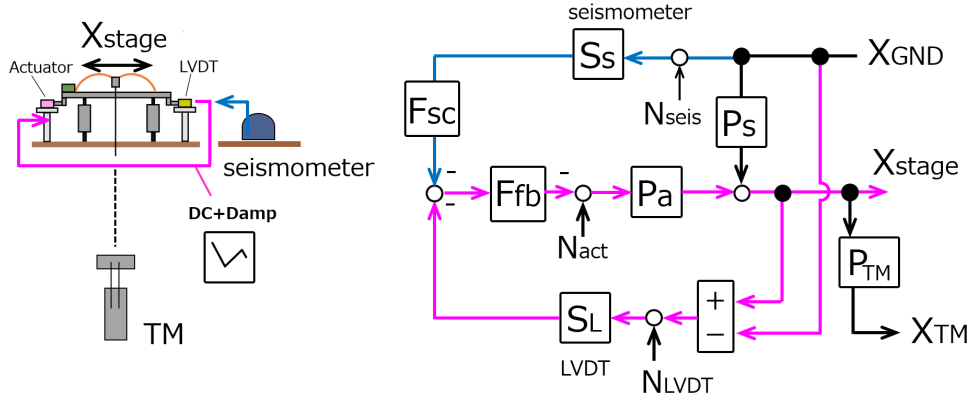 Xstage
Actuator
LVDT
seismometer
DC+Damp
TM
seismometer
Ss
XGND
Nseis
Fsc
Ps
Xstage
-
-
-
Ffb
Pa
Nact
PTM
+
−
SL
LVDT
NLVDT
XTM